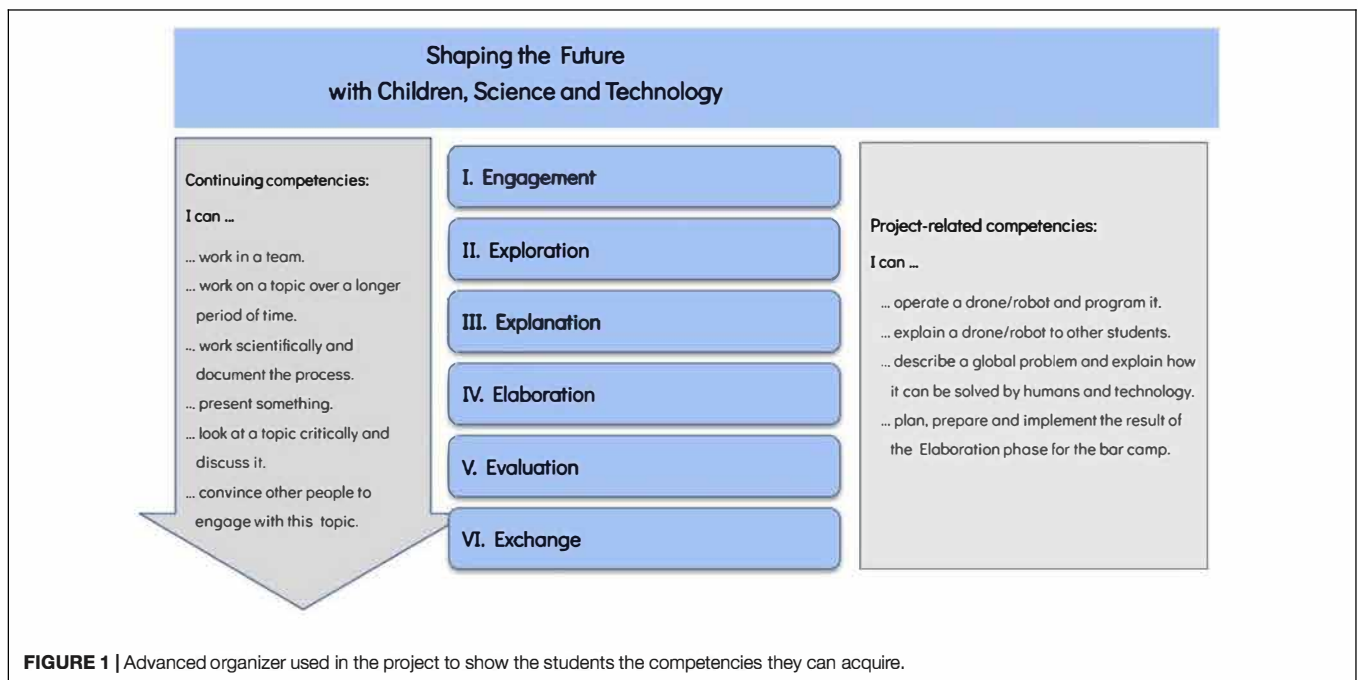 Shaping the Future
with Children, Science and Technology
Continuing competencies:
I can ...
... work in a team.
... work on a topic over a longer
period of time.
... work scientifically and
document the process.
... present something.
... look at a topic critically and
discuss it.
... convince other people to
engage with this topic.
I. Engagement
II. Exploration
III. Explanation
IV. Elaboration
V. Evaluation
VI. Exchange
Project-related competencies:
I can ...
... operate a drone/robot and program it.
... explain a drone/robot to other students.
... describe a global problem and explain how
it can be solved by humans and technology.
... plan, prepare and implement the result of
the Elaboration phase for the bar camp.
FIGURE 1 | Advanced organizer used in the project to show the students the competencies they can acquire.